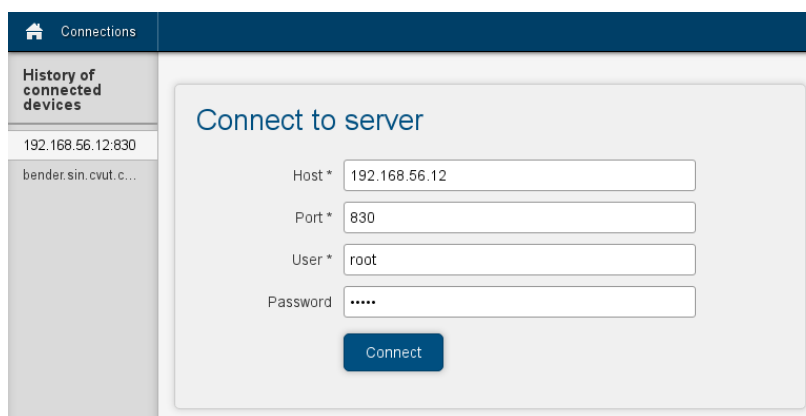 Connections
History of
connected
devices
192.168.56.12:830
bender.sin.cvut.c...
Connect to server
Host * 192.168.56.12
Port * 830
User * root
Password •••••
Connect